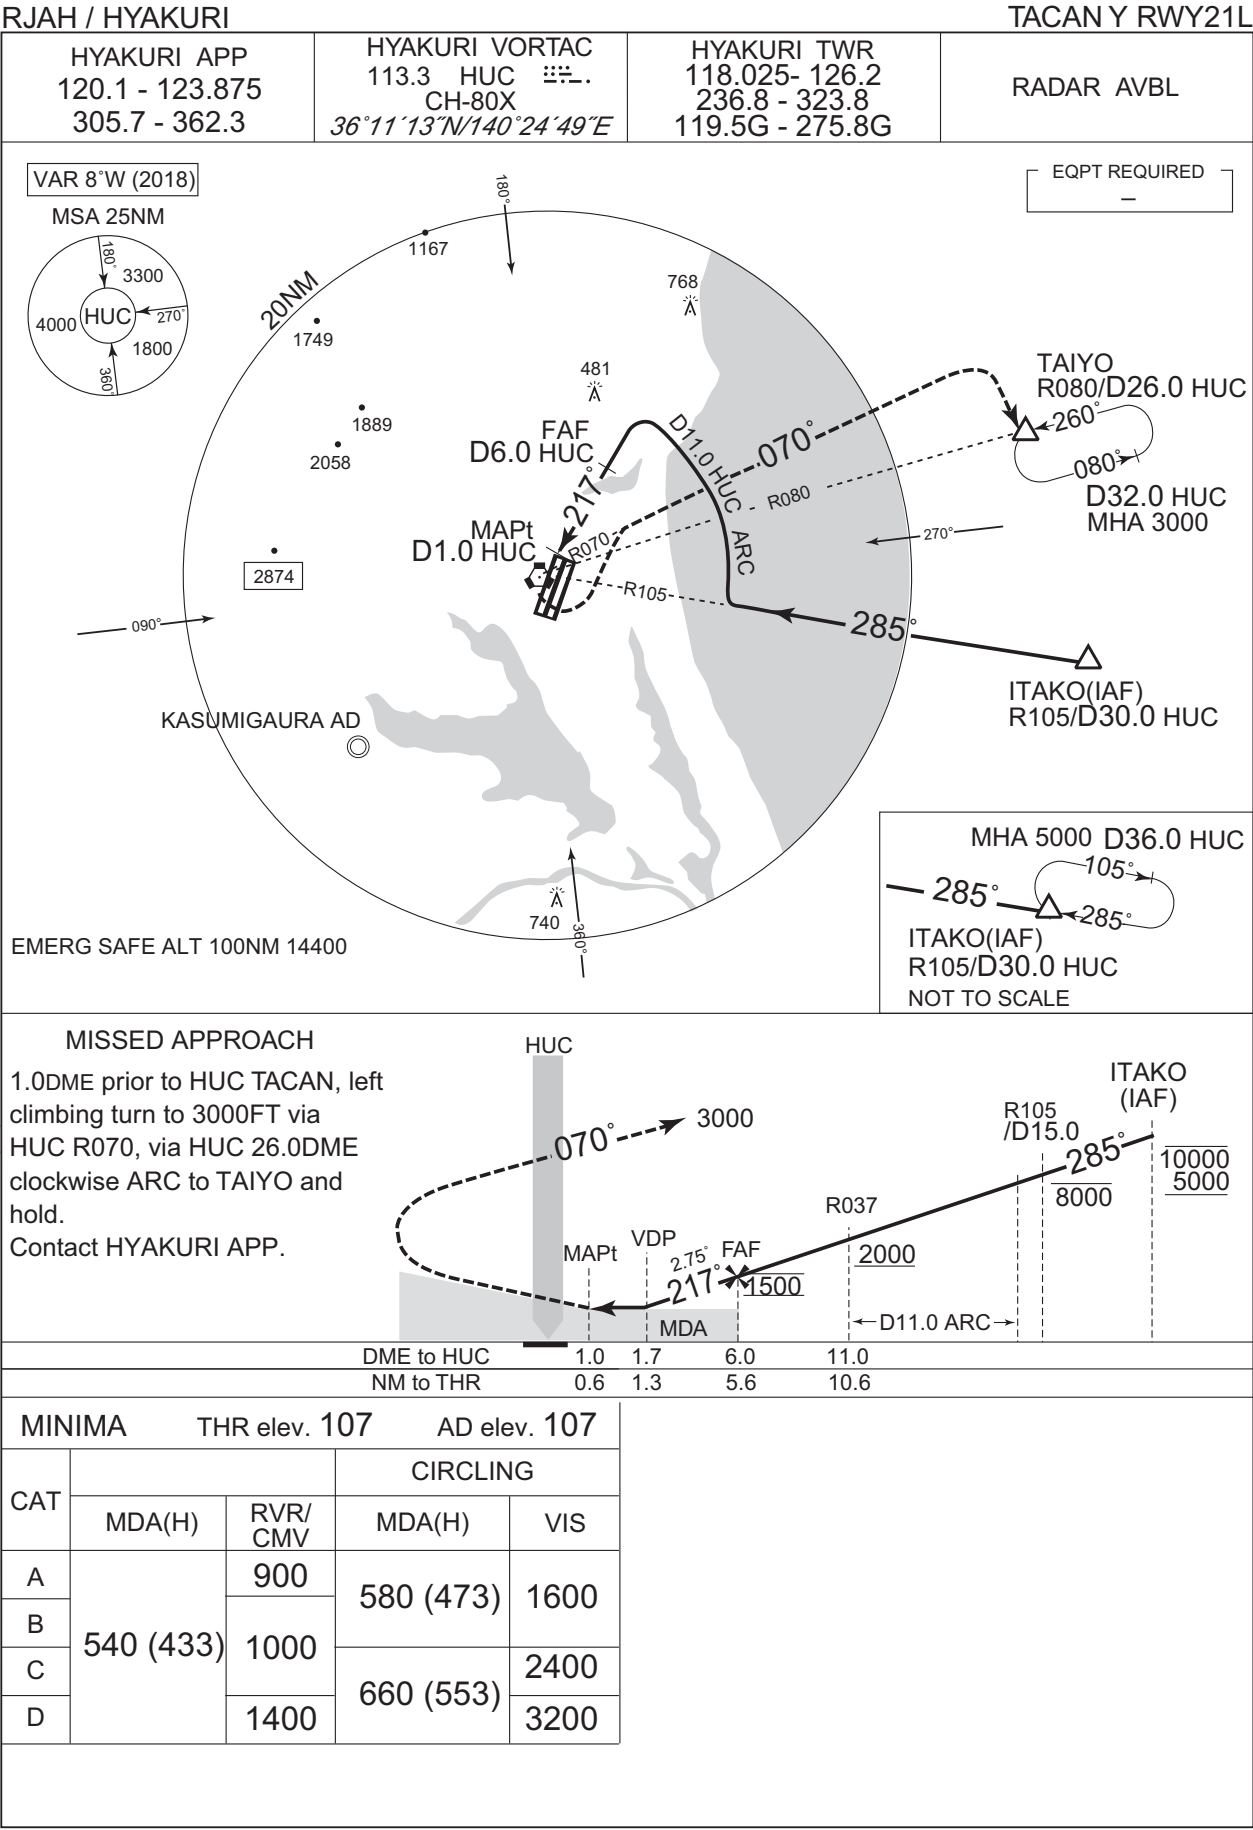 RJAH / HYAKURI
TACAN Y RWY21L
HYAKURI APP
120.1 - 123.875
305.7 - 362.3
HYAKURI VORTAC
113.3 HUC
CH-80X
36°11´13˝N/140°24´49˝E
HYAKURI TWR
118.025- 126.2
236.8 - 323.8
119.5G - 275.8G
RADAR AVBL
VAR 8°W (2018)
MSA 25NM
180°
3300
4000
HUC
270°
1800
360°
EQPT REQUIRED
–
180°
1167
20NM
1749
768
481
1889
2058
FAF
D6.0 HUC
D11.0 HUC ARC
217°
070°
TAIYO
R080/D26.0 HUC
260°
080°
D32.0 HUC
MHA 3000
R080
MAPt
D1.0 HUC
R070
270°
2874
R105
090°
285°
ITAKO(IAF)
R105/D30.0 HUC
KASUMIGAURA AD
740
360°
EMERG SAFE ALT 100NM 14400
MHA 5000 D36.0 HUC
105°
285°
285°
ITAKO(IAF)
R105/D30.0 HUC
NOT TO SCALE
MISSED APPROACH
1.0DME prior to HUC TACAN, left
climbing turn to 3000FT via
HUC R070, via HUC 26.0DME
clockwise ARC to TAIYO and
hold.
Contact HYAKURI APP.
HUC
070°
3000
MAPt
VDP
2.75°
217°
FAF
1500
MDA
R037
2000
D11.0 ARC
R105
/D15.0
285°
8000
ITAKO
(IAF)
10000
5000
DME to HUC 1.0 1.7 6.0 11.0
NM to THR 0.6 1.3 5.6 10.6
MINIMA THR elev. 107 AD elev. 107
CAT
CIRCLING
MDA(H)
RVR/
CMV
MDA(H)
VIS
A
900
580 (473)
1600
B
540 (433)
1000
C
2400
660 (553)
D
1400
3200